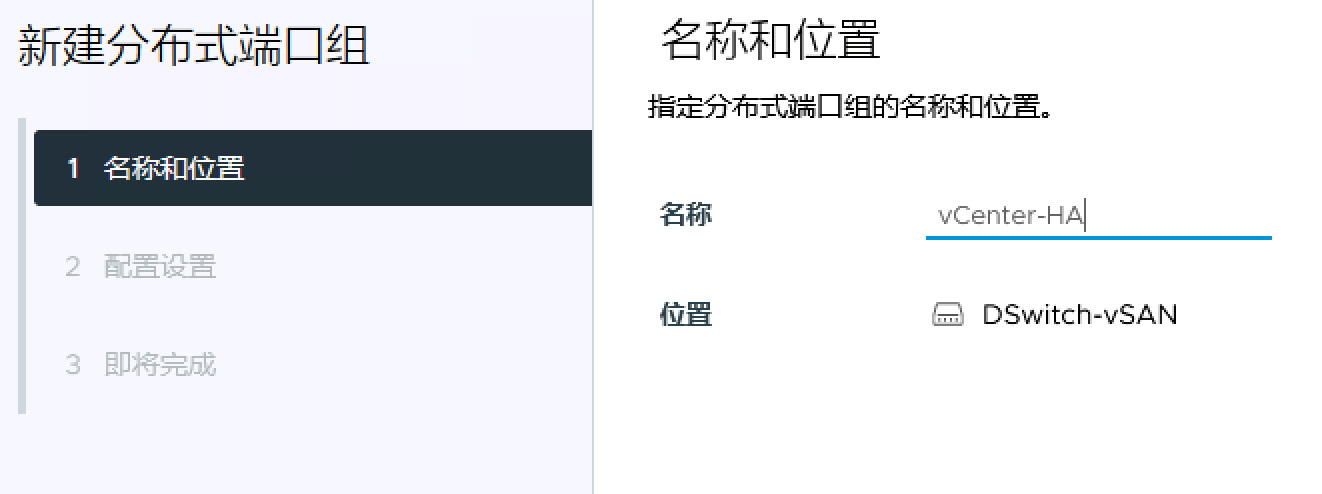 新建分布式端口组
1 名称和位置
2 配置设置
3 即将完成
名称和位置
指定分布式端口组的名称和位置。
名称 vCenter-HA
位置 DSwitch-vSAN